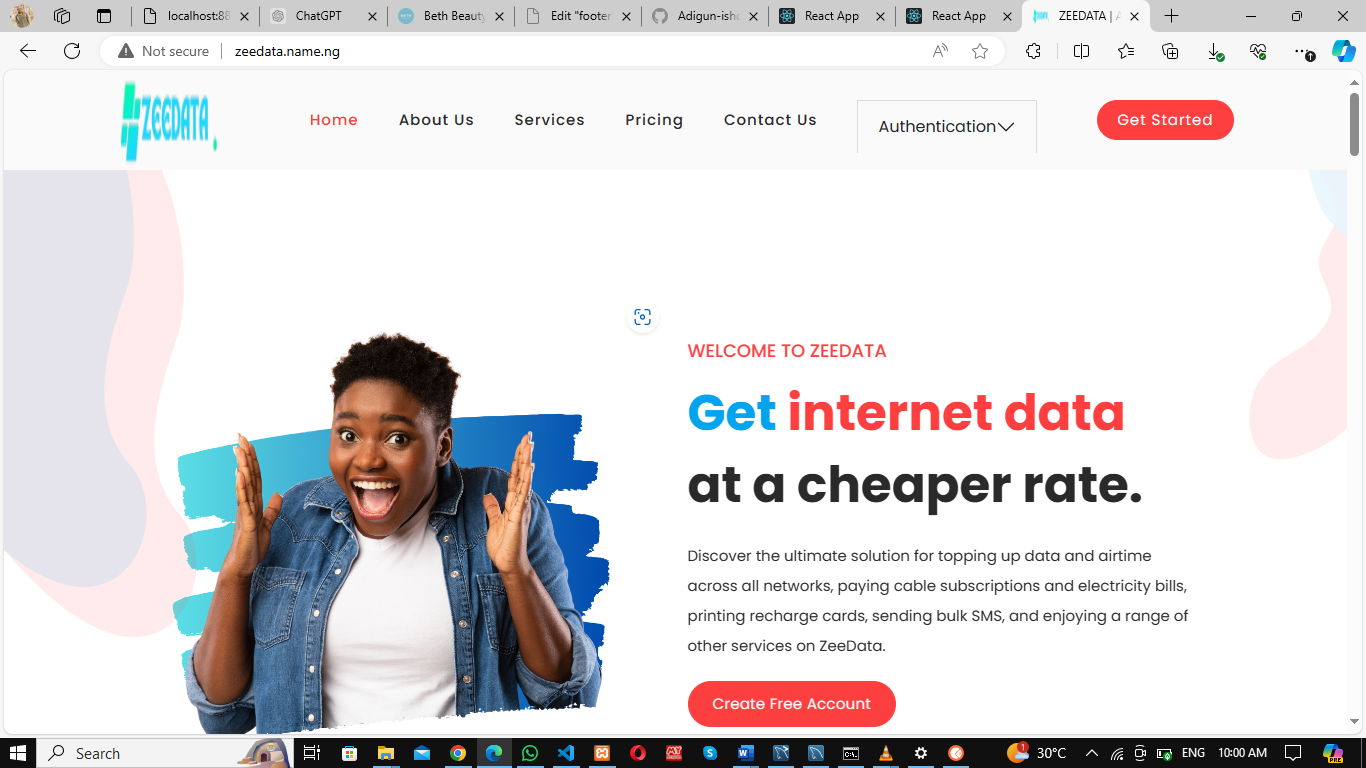 localhost:88
ChatGPT
Beth Beauty
Edit "footer"
Adigun-isho
React App
React App
ZEEDATA | A
Not secure
zeedata.name.ng
ZEEDATA.
Home
About Us
Services
Pricing
Contact Us
Authentication
Get Started
WELCOME TO ZEEDATA
Get internet data
at a cheaper rate.
Discover the ultimate solution for topping up data and airtime
across all networks, paying cable subscriptions and electricity bills,
printing recharge cards, sending bulk SMS, and enjoying a range of
other services on ZeeData.
Create Free Account
Search
1
30°C
ENG
10:00 AM
PRE